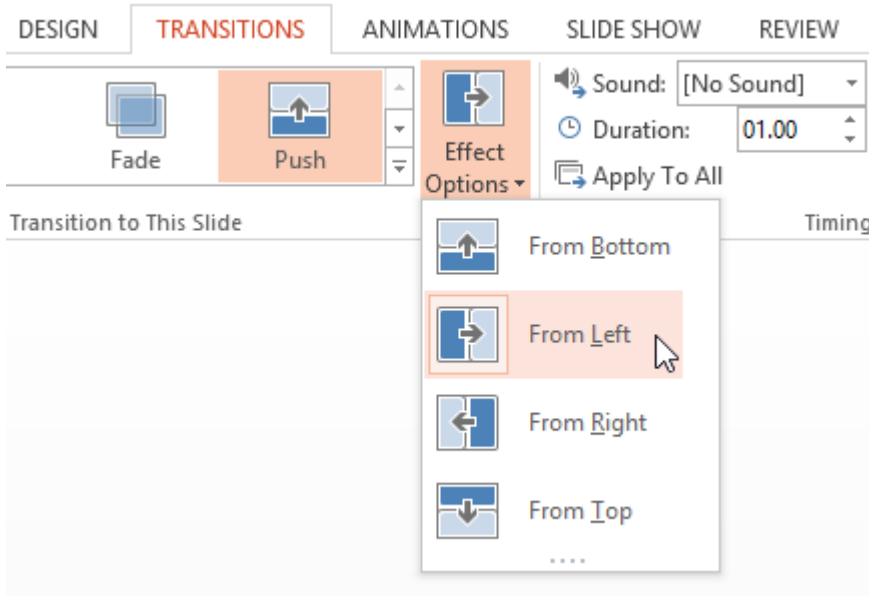 DESIGN TRANSITIONS ANIMATIONS SLIDE SHOW REVIEW
Fade Push Effect Options Sound: [No Sound]
Duration: 01.00
Apply To All
Transition to This Slide Timing
From Bottom
From Left
From Right
From Top